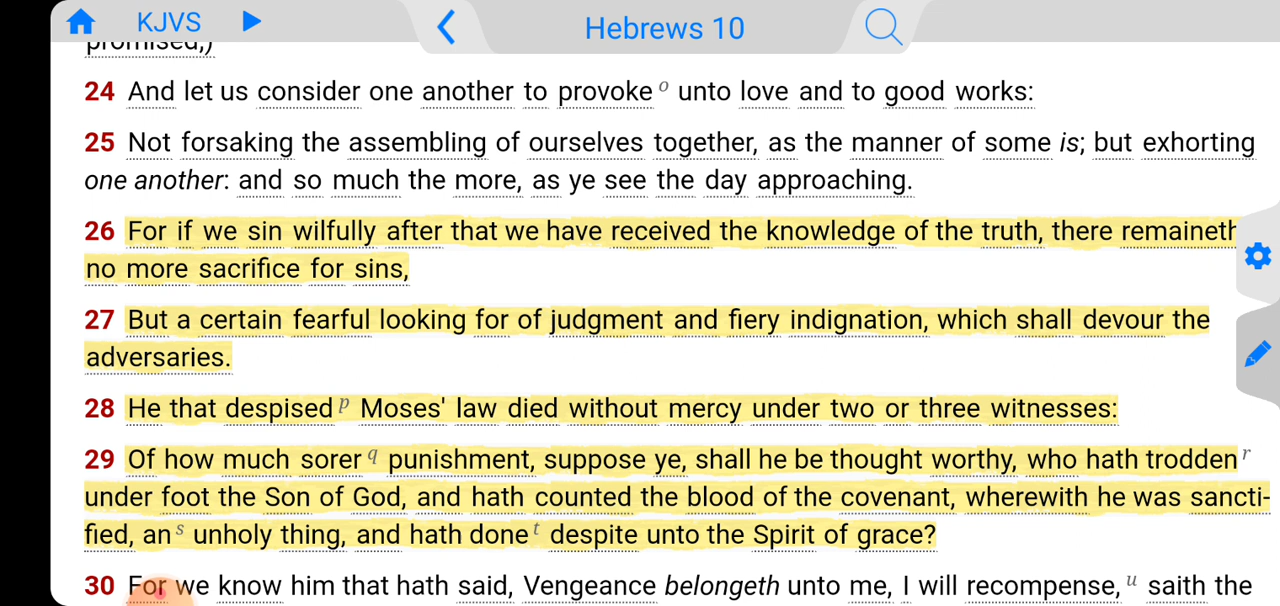 KJVS Hebrews 10
promised,)
24 And let us consider one another to provoke o unto love and to good works:
25 Not forsaking the assembling of ourselves together, as the manner of some is; but exhorting
one another: and so much the more, as ye see the day approaching.
26 For if we sin wilfully after that we have received the knowledge of the truth, there remaineth
no more sacrifice for sins,
27 But a certain fearful looking for of judgment and fiery indignation, which shall devour the
adversaries.
28 He that despised p Moses' law died without mercy under two or three witnesses:
29 Of how much sorer q punishment, suppose ye, shall he be thought worthy, who hath trodden r
under foot the Son of God, and hath counted the blood of the covenant, wherewith he was sancti-
fied, an s unholy thing, and hath done t despite unto the Spirit of grace?
30 For we know him that hath said, Vengeance belongeth unto me, I will recompense, u saith the